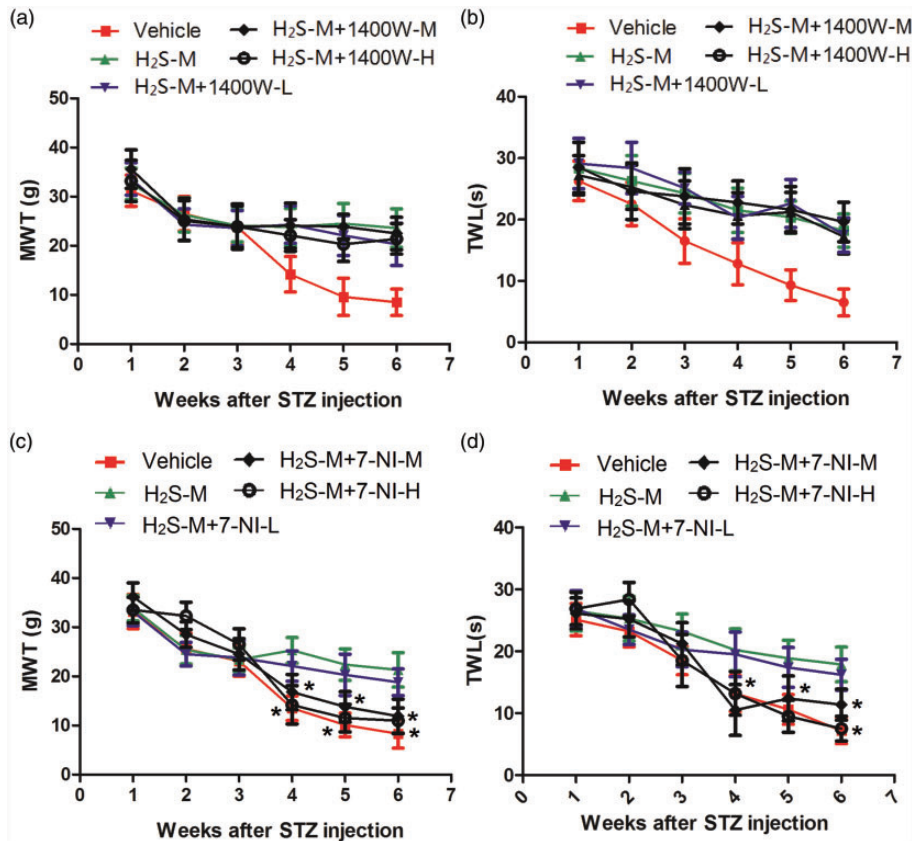 (a)
Vehicle
H₂S-M+1400W-M
H₂S-M
H₂S-M+1400W-H
H₂S-M+1400W-L
MWT (g)
50
40
30
20
10
0
0 1 2 3 4 5 6 7
Weeks after STZ injection
(b)
Vehicle
H₂S-M+1400W-M
H₂S-M
H₂S-M+1400W-H
H₂S-M+1400W-L
TWL(s)
40
30
20
10
0
0 1 2 3 4 5 6 7
Weeks after STZ injection
(c)
Vehicle
H₂S-M+7-NI-M
H₂S-M
H₂S-M+7-NI-H
H₂S-M+7-NI-L
MWT (g)
50
40
30
20
10
0
* * * * *
0 1 2 3 4 5 6 7
Weeks after STZ injection
(d)
Vehicle
H₂S-M+7-NI-M
H₂S-M
H₂S-M+7-NI-H
H₂S-M+7-NI-L
TWL(s)
40
30
20
10
0
* * * *
0 1 2 3 4 5 6 7
Weeks after STZ injection